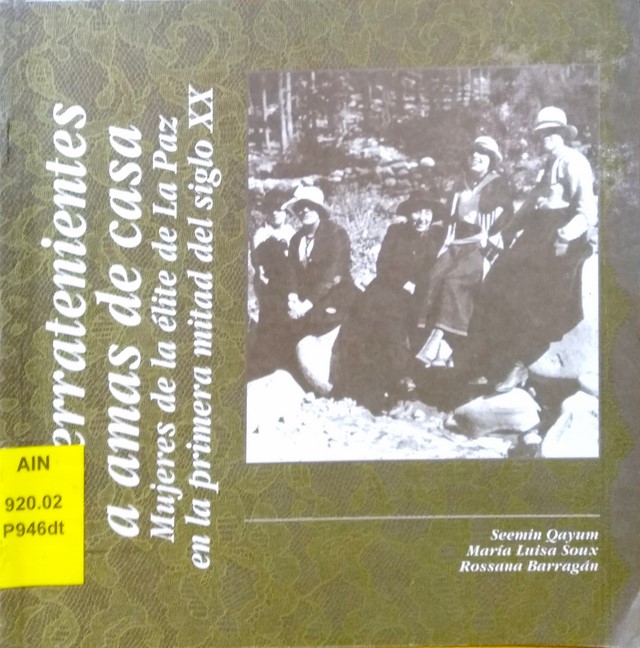 erratenientes
a amas de casa
Mujeres de la élite de La Paz
en la primera mitad del siglo XX
Seemin Qayum
María Luisa Soux
Rossana Barragán
AIN
920.02
P946dt